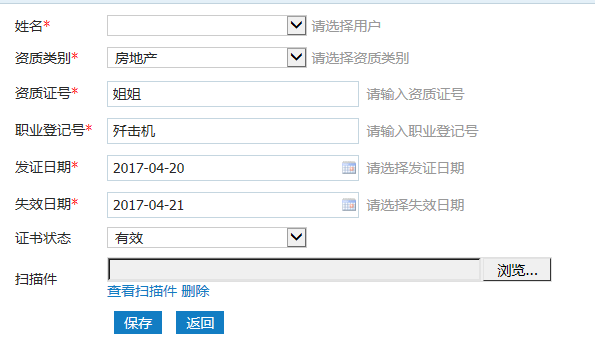 姓名* 请选择用户
资质类别* 房地产 请选择资质类别
资质证号* 姐姐 请输入资质证号
职业登记号* 歼击机 请输入职业登记号
发证日期* 2017-04-20 请选择发证日期
失效日期* 2017-04-21 请选择失效日期
证书状态 有效
扫描件 浏览...
查看扫描件 删除
保存 返回